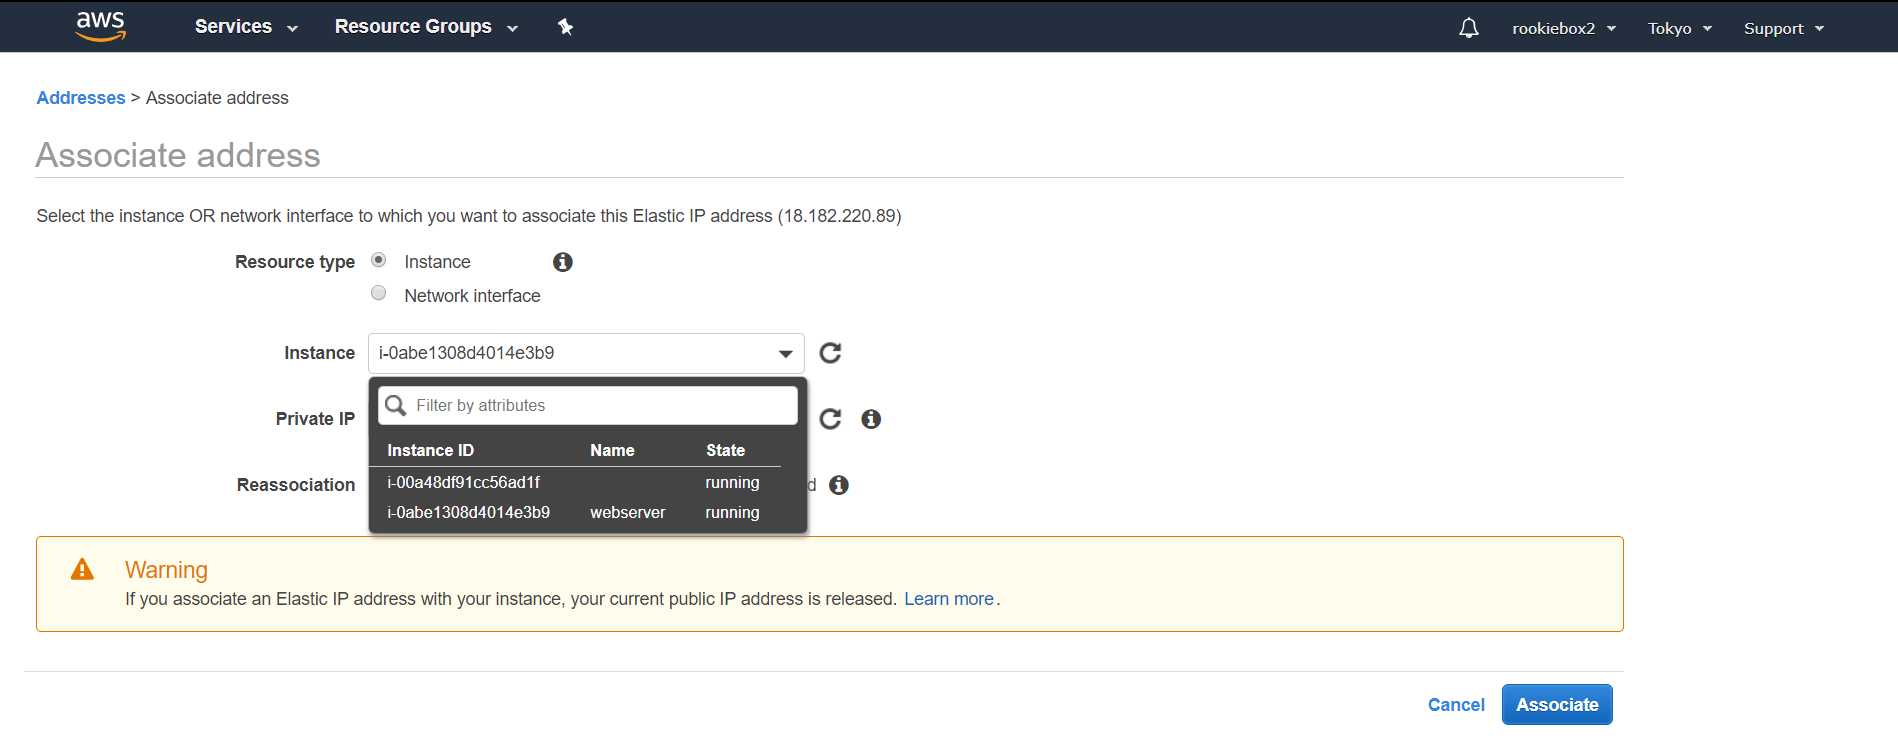 aws Services Resource Groups rookiebox2 Tokyo Support
Addresses > Associate address
Associate address
Select the instance OR network interface to which you want to associate this Elastic IP address (18.182.220.89)
Resource type Instance
Network interface
Instance i-0abe1308d4014e3b9
Filter by attributes
Private IP
Instance ID Name State
i-00a48df91cc56ad1f running
Reassociation d
i-0abe1308d4014e3b9 webserver running
Warning
If you associate an Elastic IP address with your instance, your current public IP address is released. Learn more.
Cancel Associate